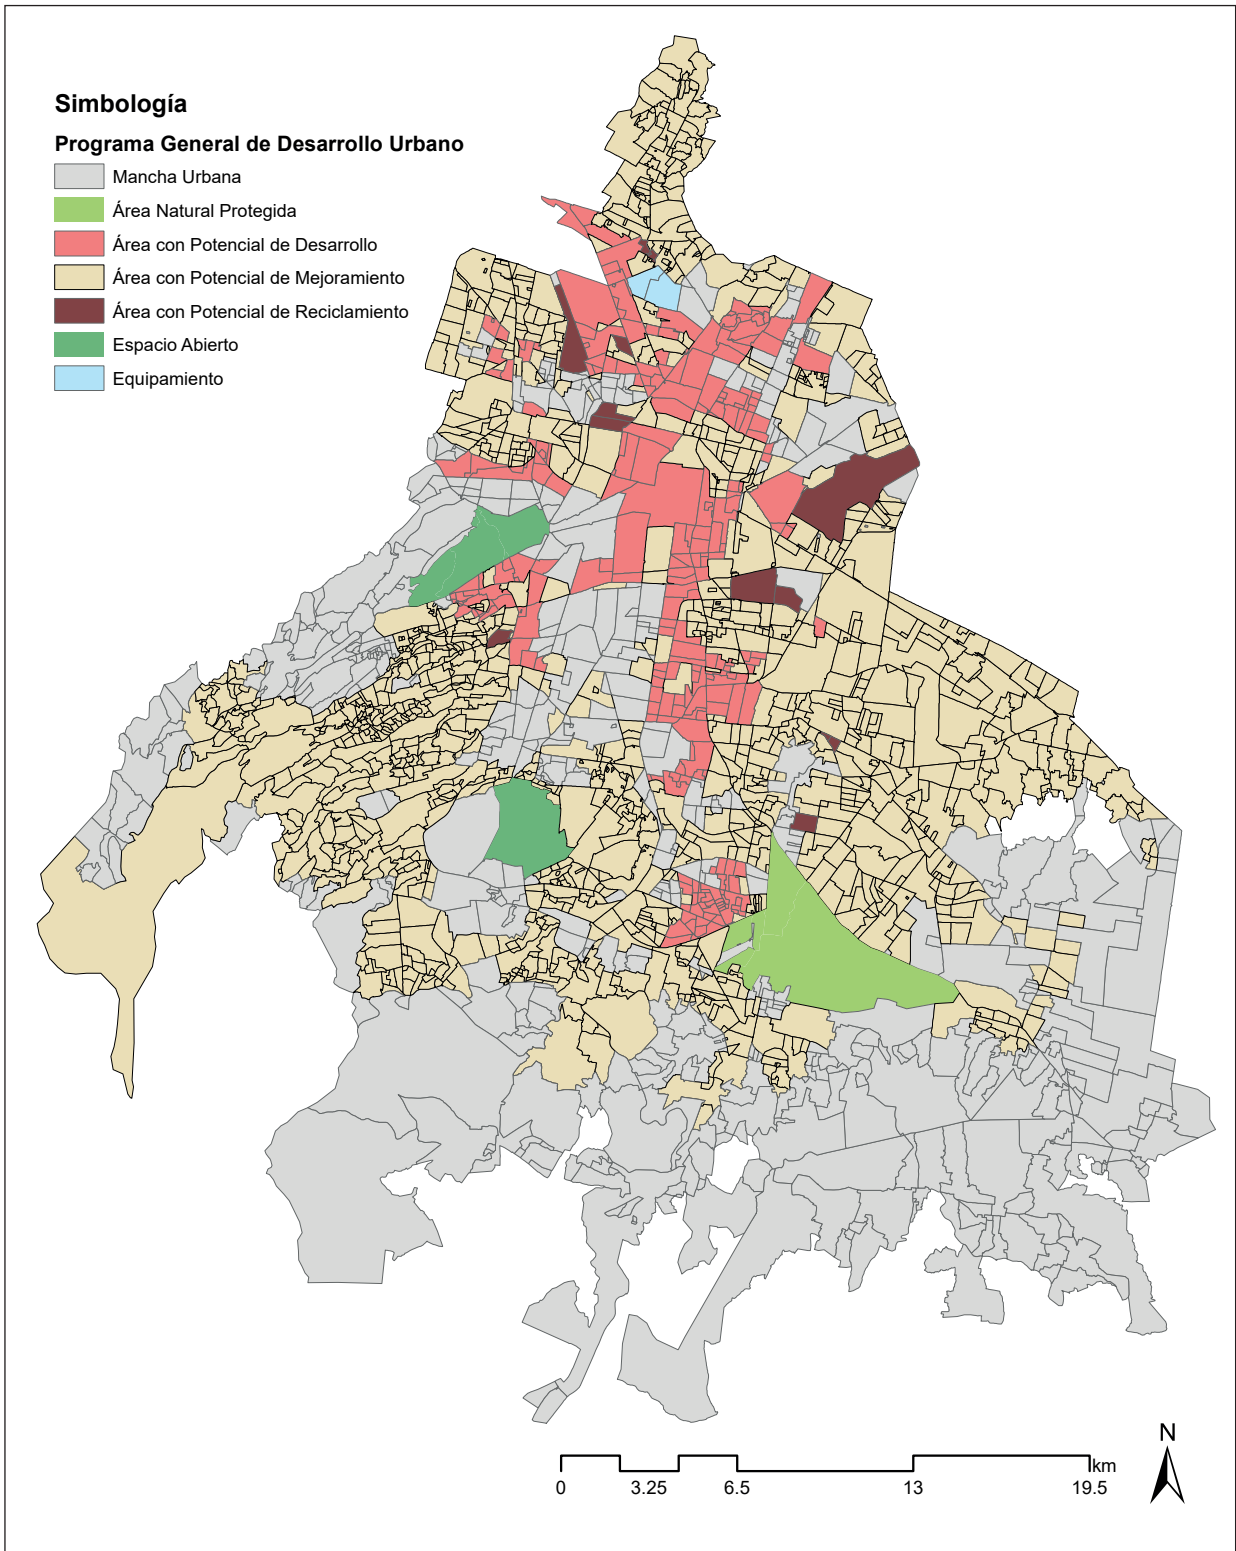 Simbología
Programa General de Desarrollo Urbano
Mancha Urbana
Área Natural Protegida
Área con Potencial de Desarrollo
Área con Potencial de Mejoramiento
Área con Potencial de Reciclamiento
Espacio Abierto
Equipamiento
N
km
0 3.25 6.5 13 19.5